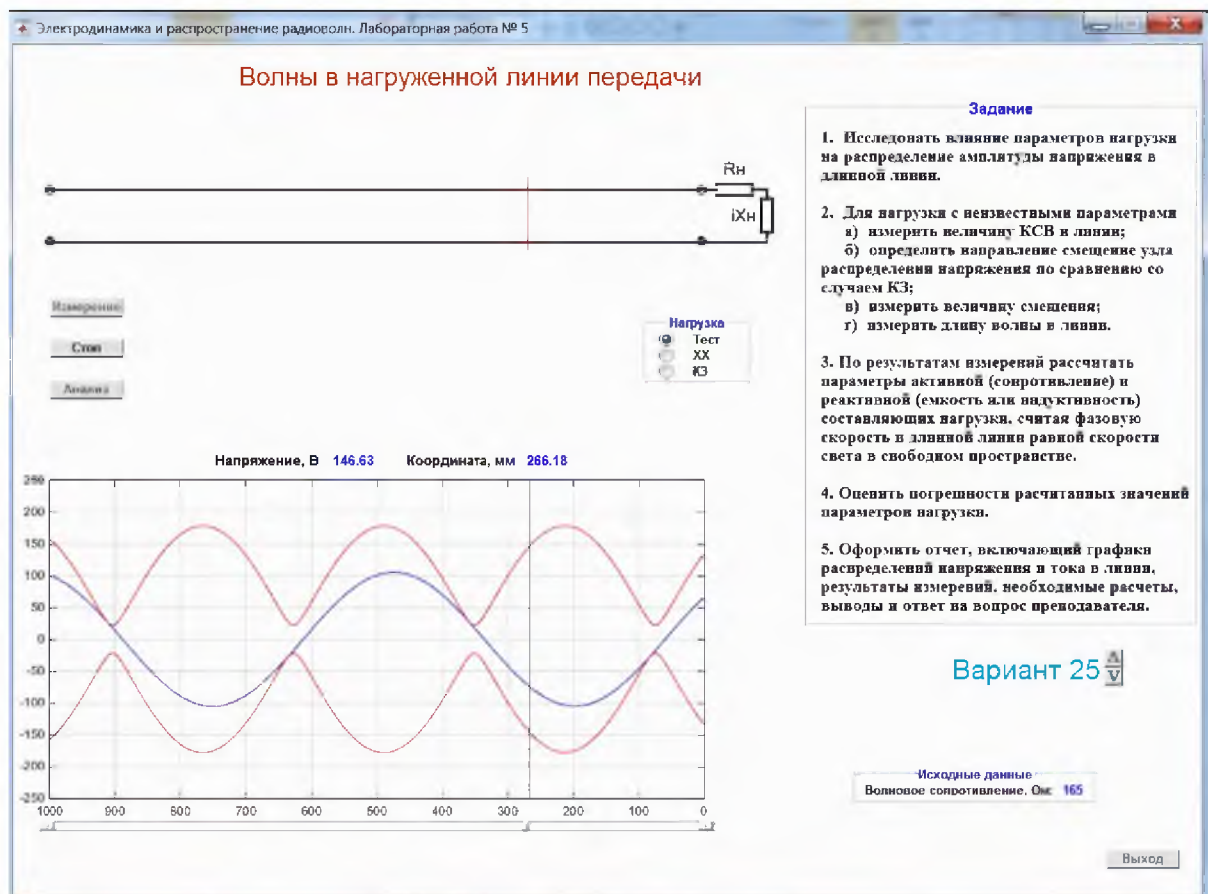 Электродинамика и распространение радиоволн. Лабораторная работа № 5
Волны в нагруженной линии передачи
Rн
iXн
Измерение
Стоп
Анализ
Нагрузка
Тест
ХХ
КЗ
Задание
1. Исследовать влияние параметров нагрузки
на распределение амплитуды напряжения в
длинной линии.
2. Для нагрузки с неизвестными параметрами
а) измерить величину КСВ в линии;
б) определить направление смещение узла
распределения напряжения по сравнению со
случаем КЗ;
в) измерить величину смещения;
г) измерить длину волны в линии.
3. По результатам измерений рассчитать
параметры активной (сопротивление) и
реактивной (емкость или индуктивность)
составляющих нагрузки, считая фазовую
скорость в длинной линии равной скорости
света в свободном пространстве.
4. Оценить погрешности расчитанных значений
параметров нагрузки.
5. Оформить отчет, включающий графики
распределений напряжения и тока в линии,
результаты измерения, необходимые расчеты,
выводы и ответ на вопрос преподавателя.
Напряжение, В 146.63 Координата, мм 266.18
250
200
150
100
50
0
-50
-100
-150
-200
-250
1000 900 800 700 600 500 400 300 200 100 0
Вариант 25
Исходные данные
Волновое сопротивление, Ом: 165
Выход